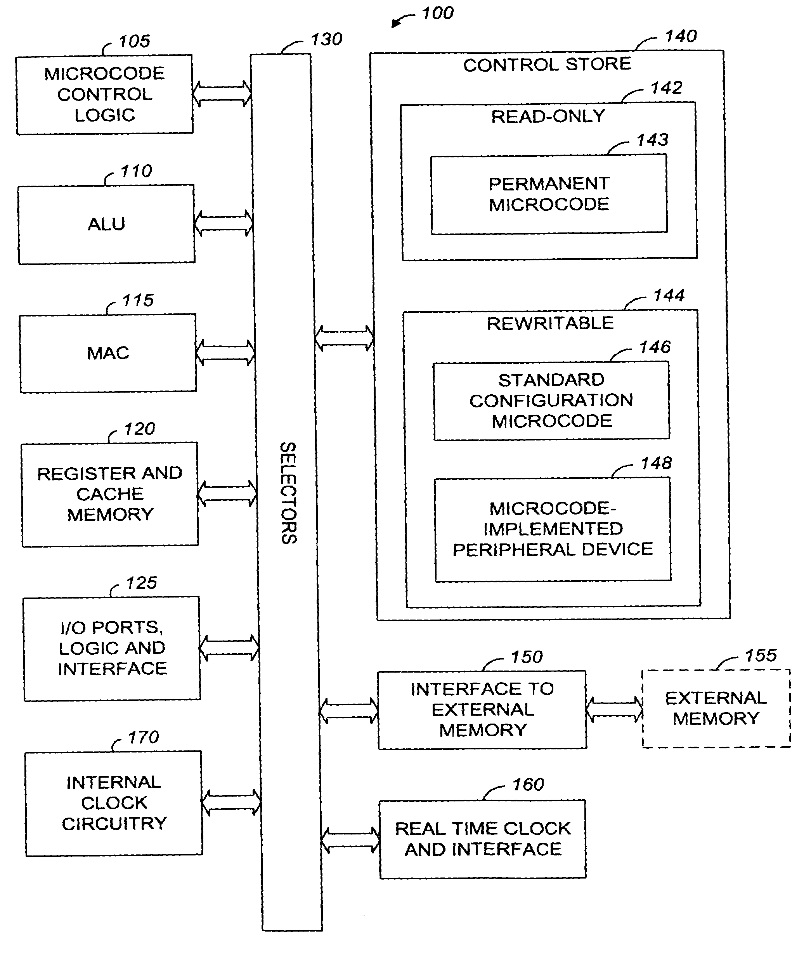 100
105
MICROCODE
CONTROL
LOGIC
110
ALU
115
MAC
120
REGISTER AND
CACHE
MEMORY
125
I/O PORTS,
LOGIC AND
INTERFACE
170
INTERNAL
CLOCK
CIRCUITRY
130
SELECTORS
140
CONTROL STORE
142
READ-ONLY
143
PERMANENT
MICROCODE
144
REWRITABLE
146
STANDARD
CONFIGURATION
MICROCODE
148
MICROCODE-
IMPLEMENTED
PERIPHERAL DEVICE
150
INTERFACE TO
EXTERNAL
MEMORY
155
EXTERNAL
MEMORY
160
REAL TIME CLOCK
AND INTERFACE